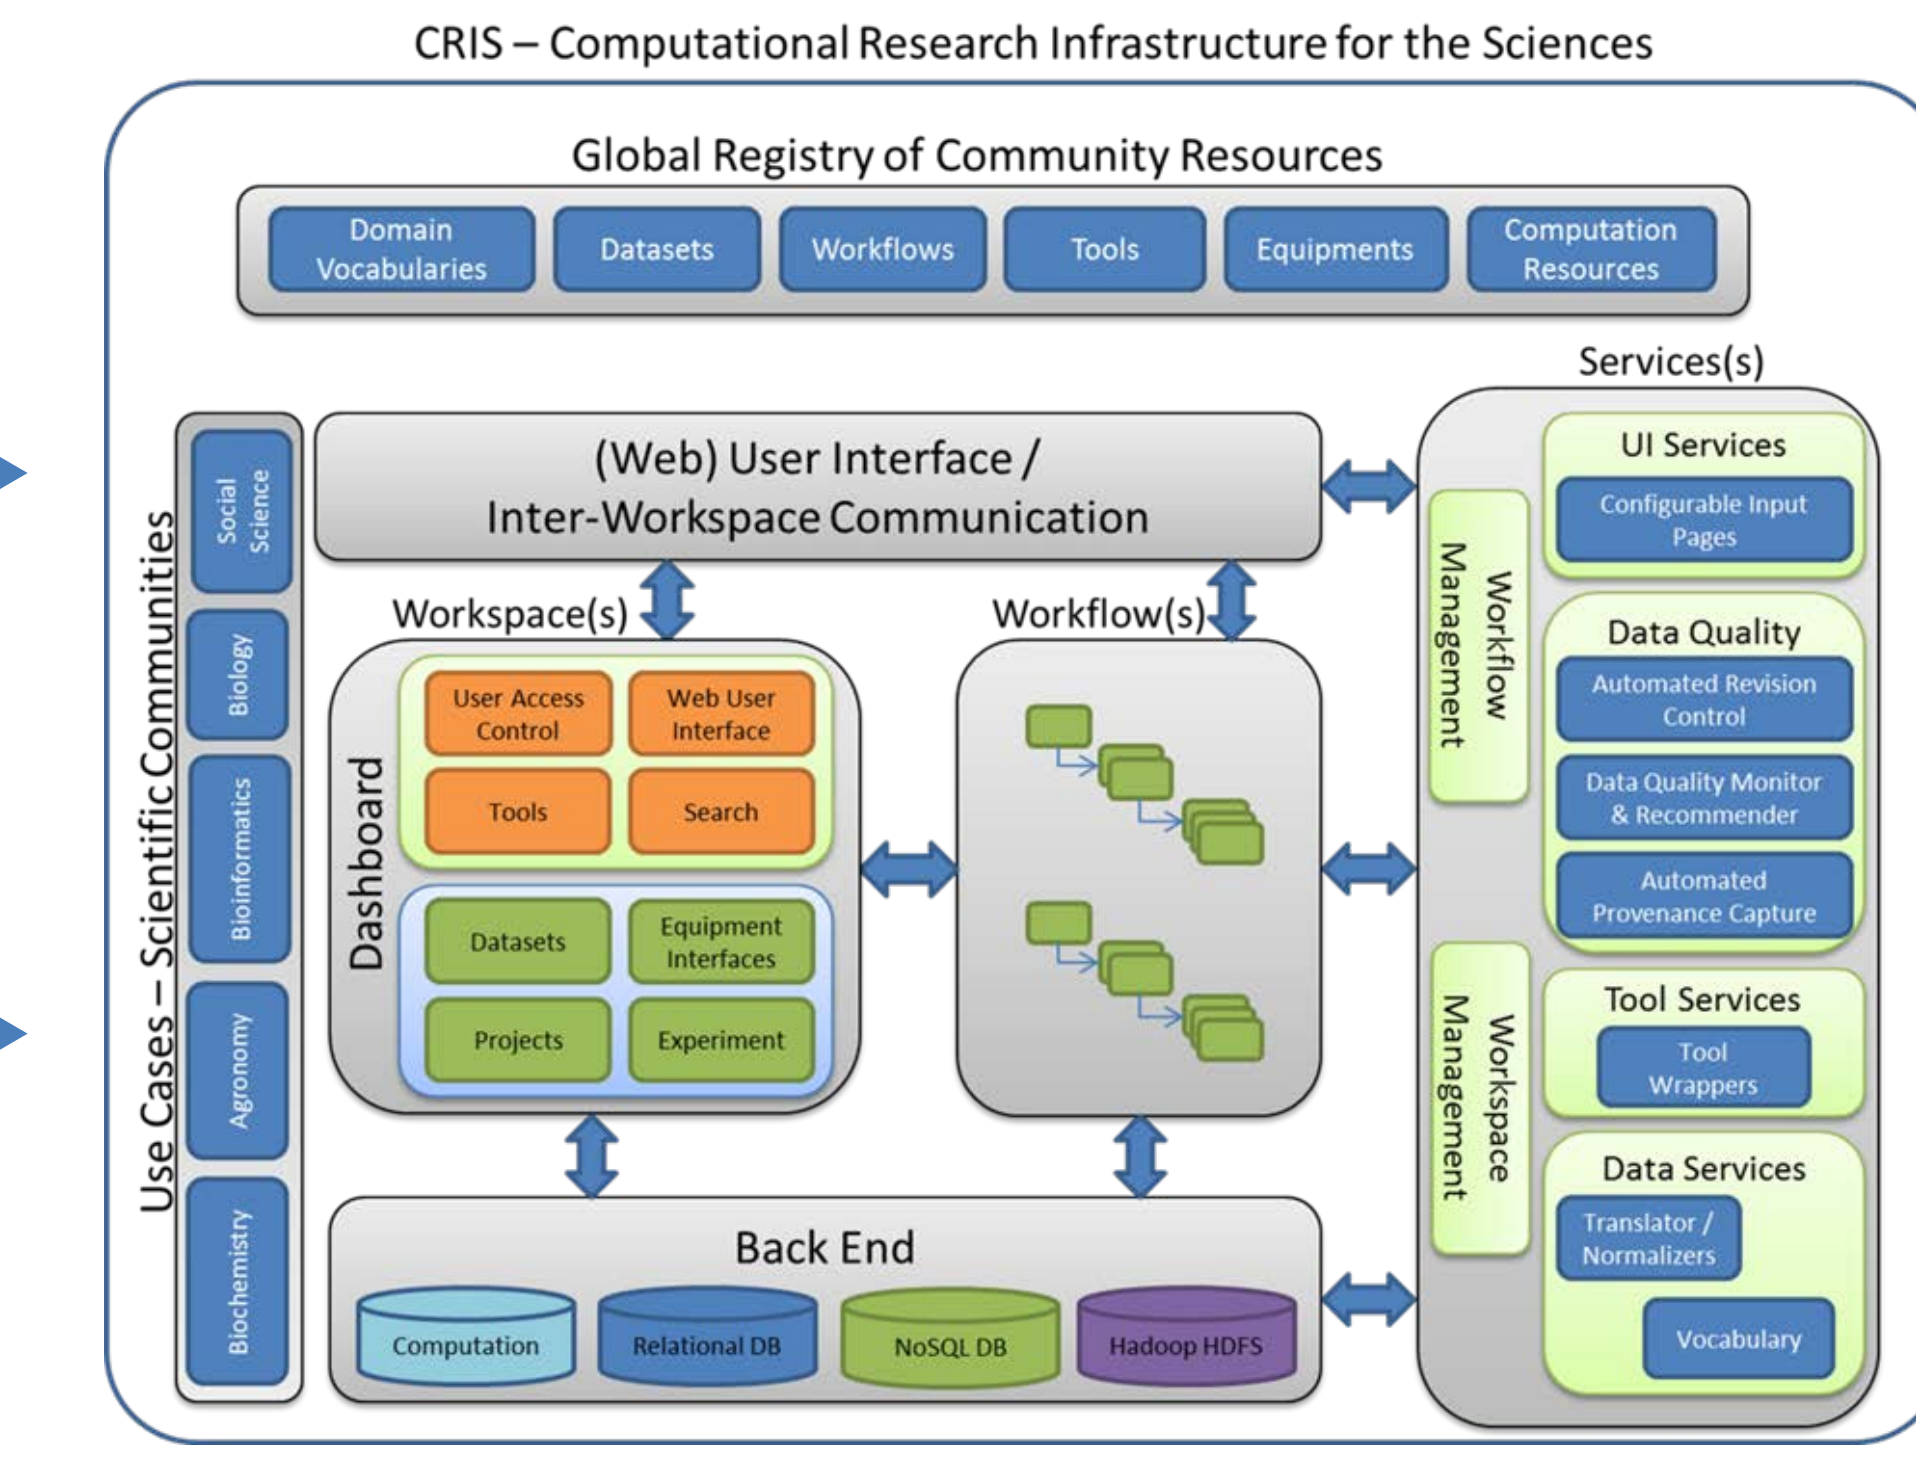 CRIS – Computational Research Infrastructure for the Sciences
Global Registry of Community Resources
Domain
Vocabularies
Datasets
Workflows
Tools
Equipments
Computation
Resources
Use Cases – Scientific Communities
Social
Science
Biology
Bioinformatics
Agronomy
Biochemistry
(Web) User Interface /
Inter-Workspace Communication
Workspace(s)
Dashboard
User Access
Control
Web User
Interface
Tools
Search
Datasets
Equipment
Interfaces
Projects
Experiment
Workflow(s)
Back End
Computation
Relational DB
NoSQL DB
Hadoop HDFS
Services(s)
Workflow
Management
Workspace
Management
UI Services
Configurable Input
Pages
Data Quality
Automated Revision
Control
Data Quality Monitor
& Recommender
Automated
Provenance Capture
Tool Services
Tool
Wrappers
Data Services
Translator /
Normalizers
Vocabulary